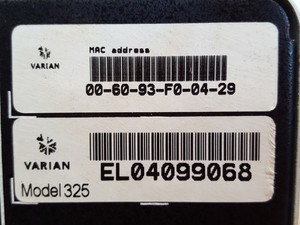 MAC address
VARIAN
00-60-93-F0-04-29
VARIAN
EL04099068
Model 325